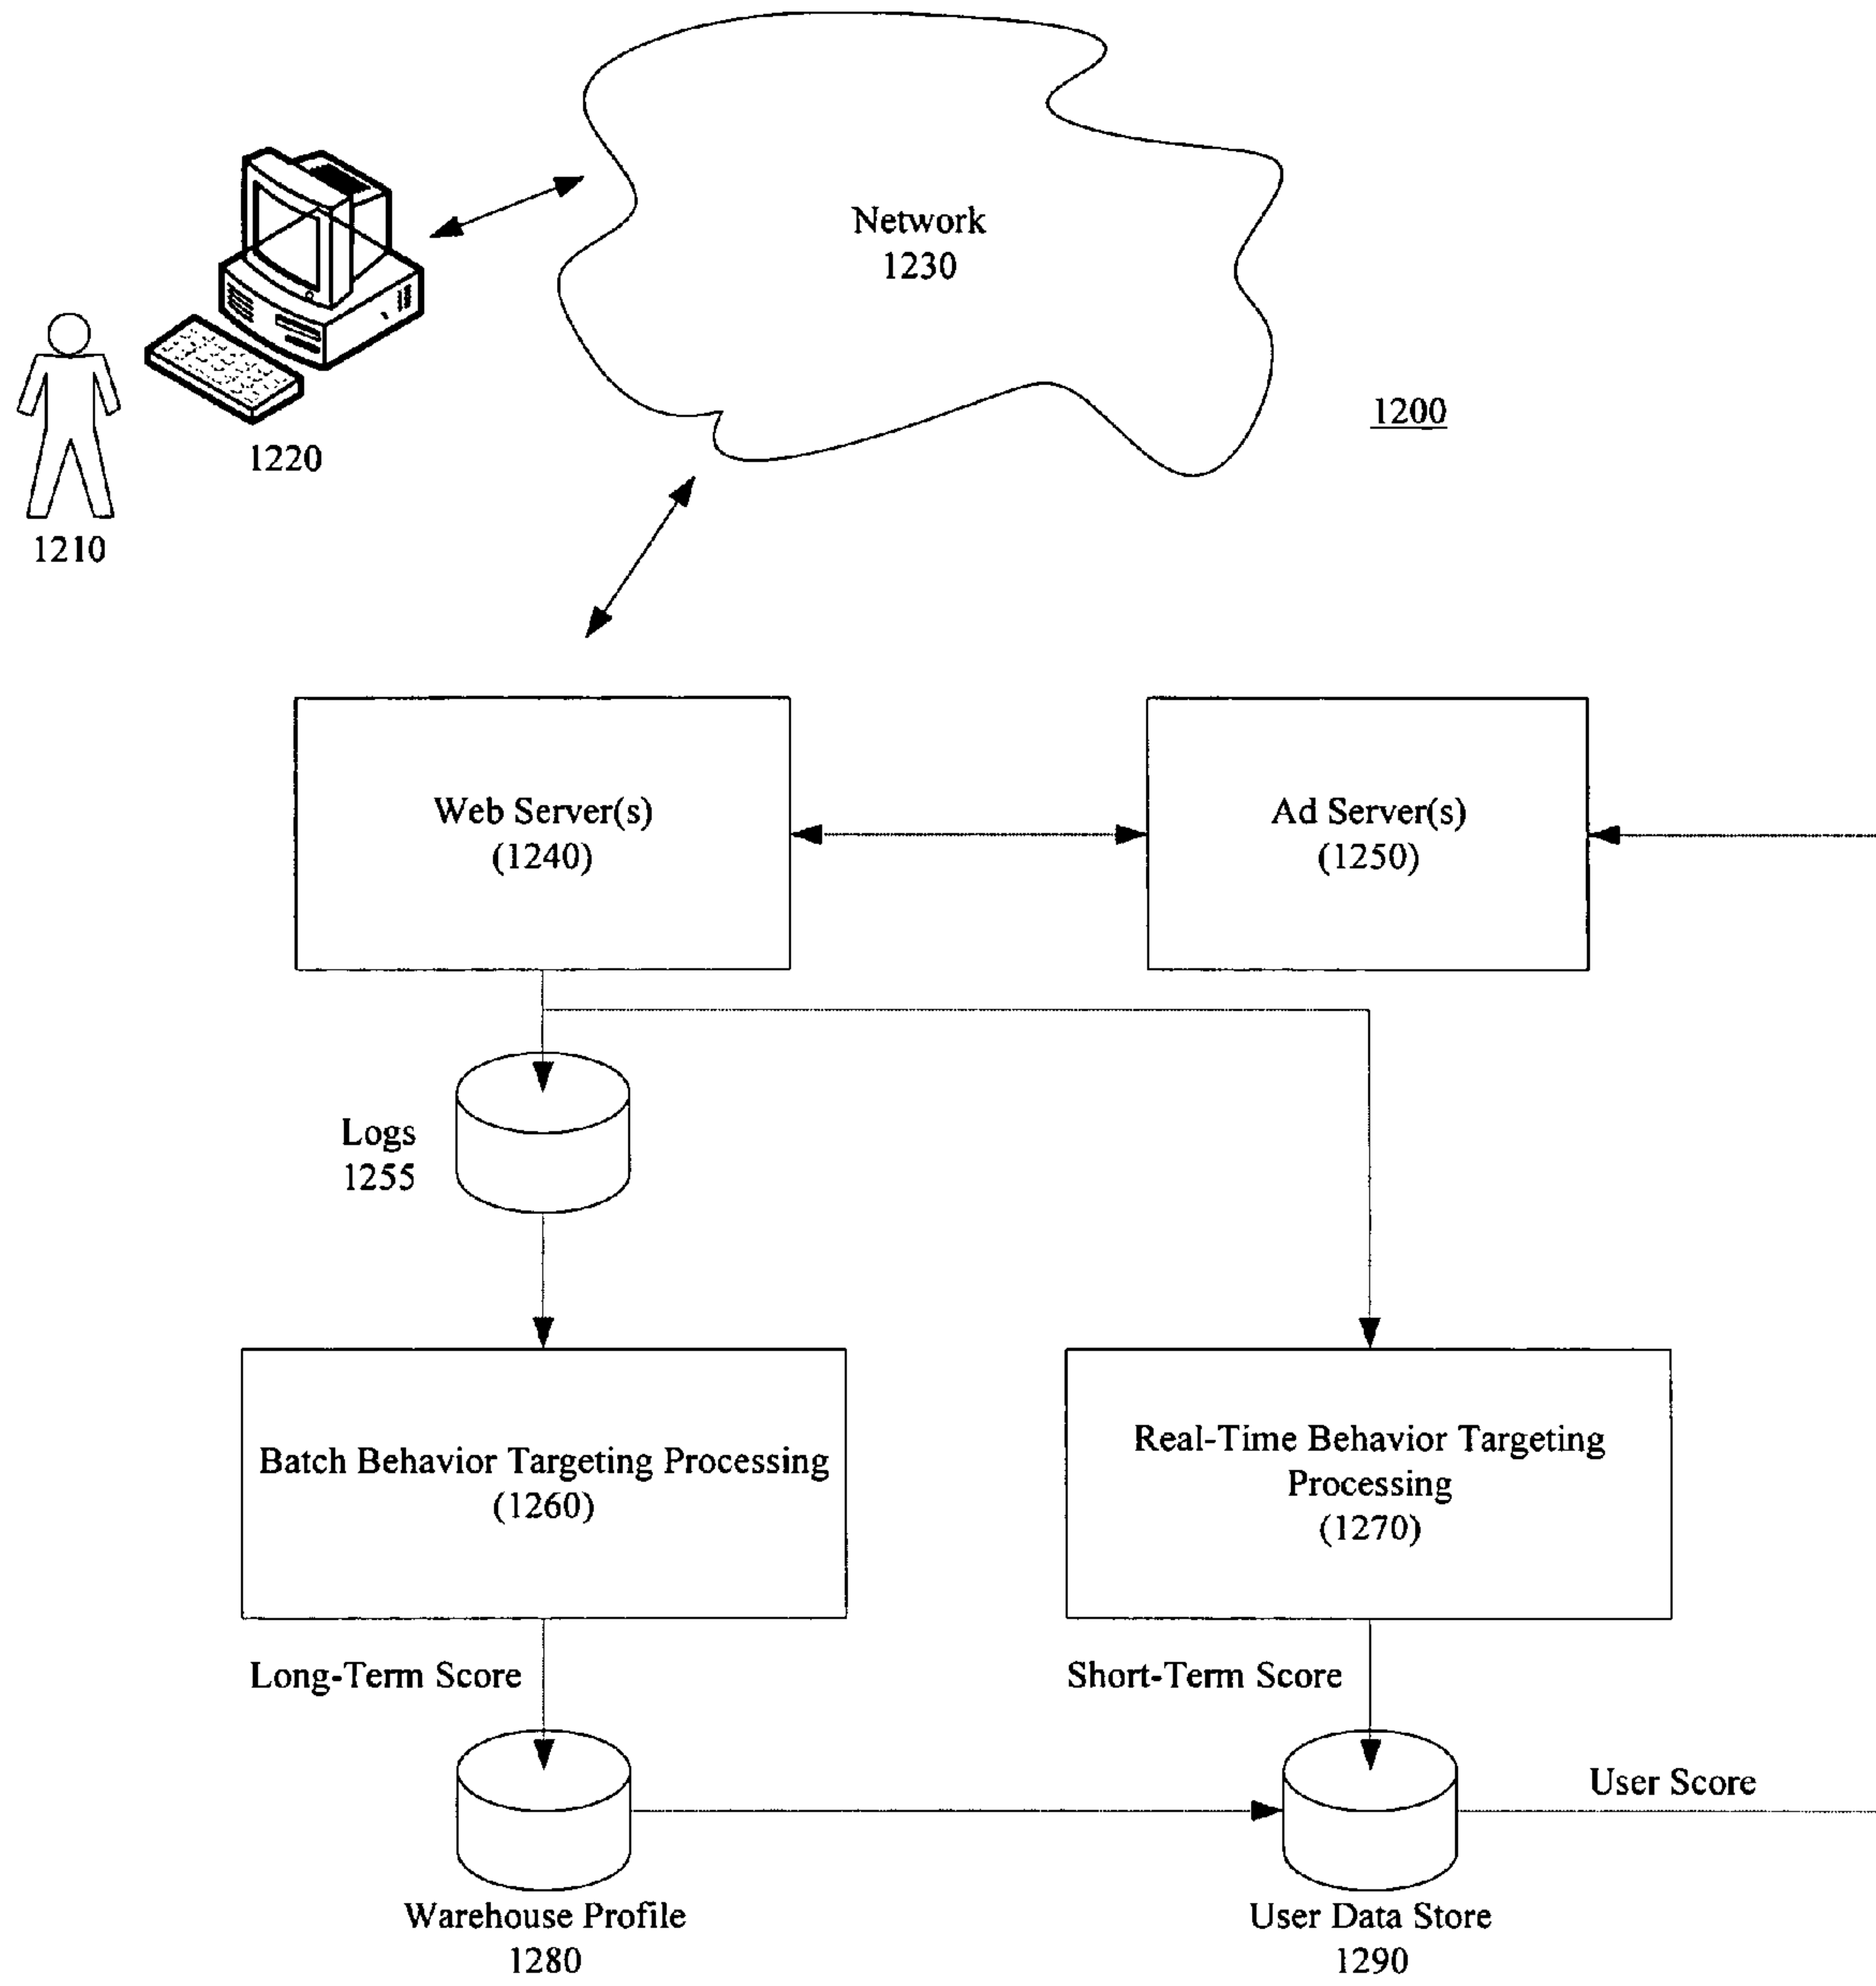 Network
1230
1200
1220
1210
Web Server(s)
(1240)
Ad Server(s)
(1250)
Logs
1255
Batch Behavior Targeting Processing
(1260)
Real-Time Behavior Targeting
Processing
(1270)
Long-Term Score
Short-Term Score
User Score
Warehouse Profile
1280
User Data Store
1290